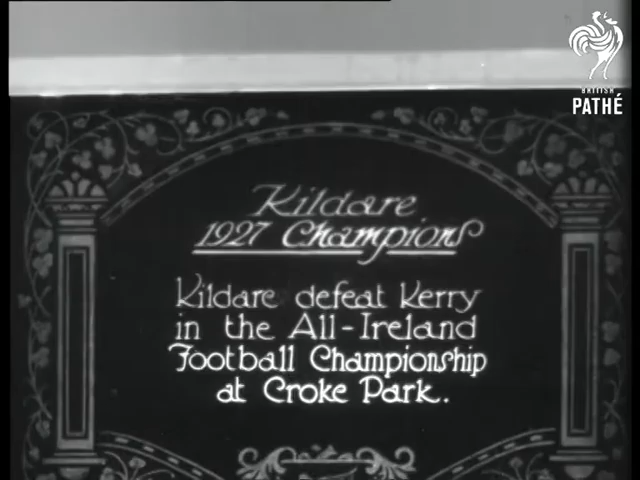 BRITISH
PATHÉ
Kildare
1927 Champions
Kildare defeat Kerry
in the All-Ireland
Football Championship
at Croke Park.